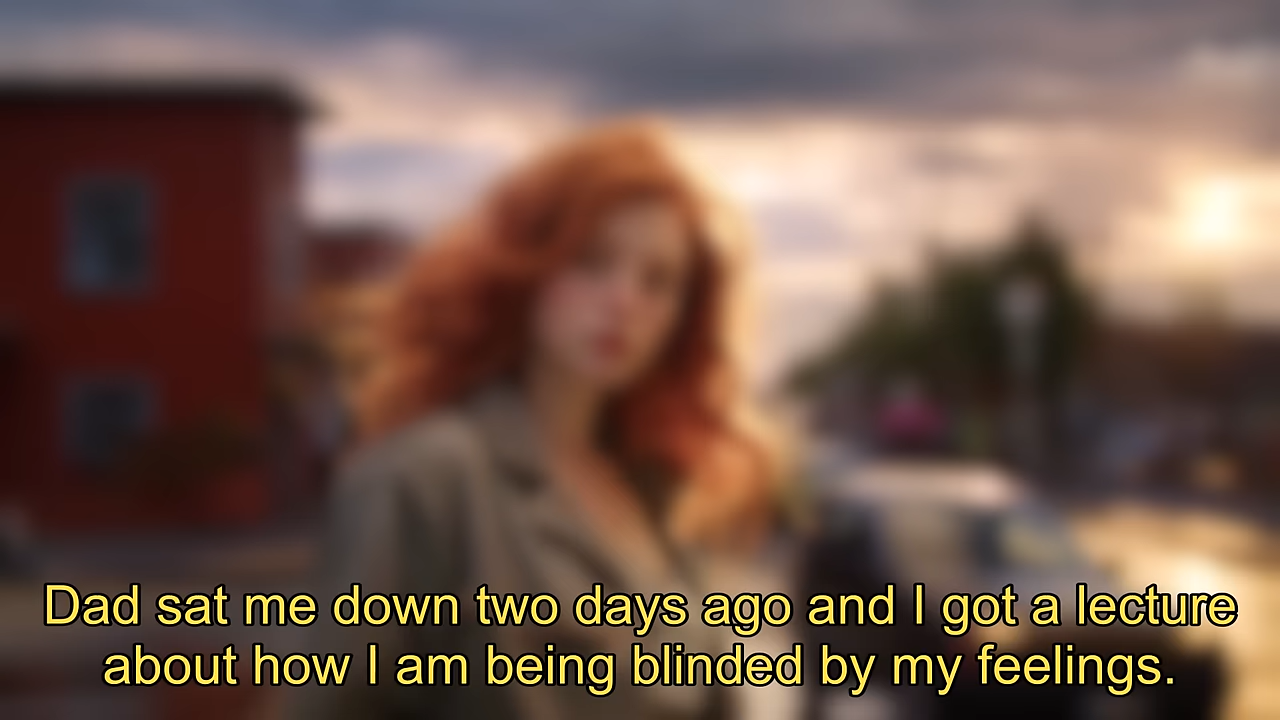 Dad sat me down two days ago and I got a lecture
about how I am being blinded by my feelings.